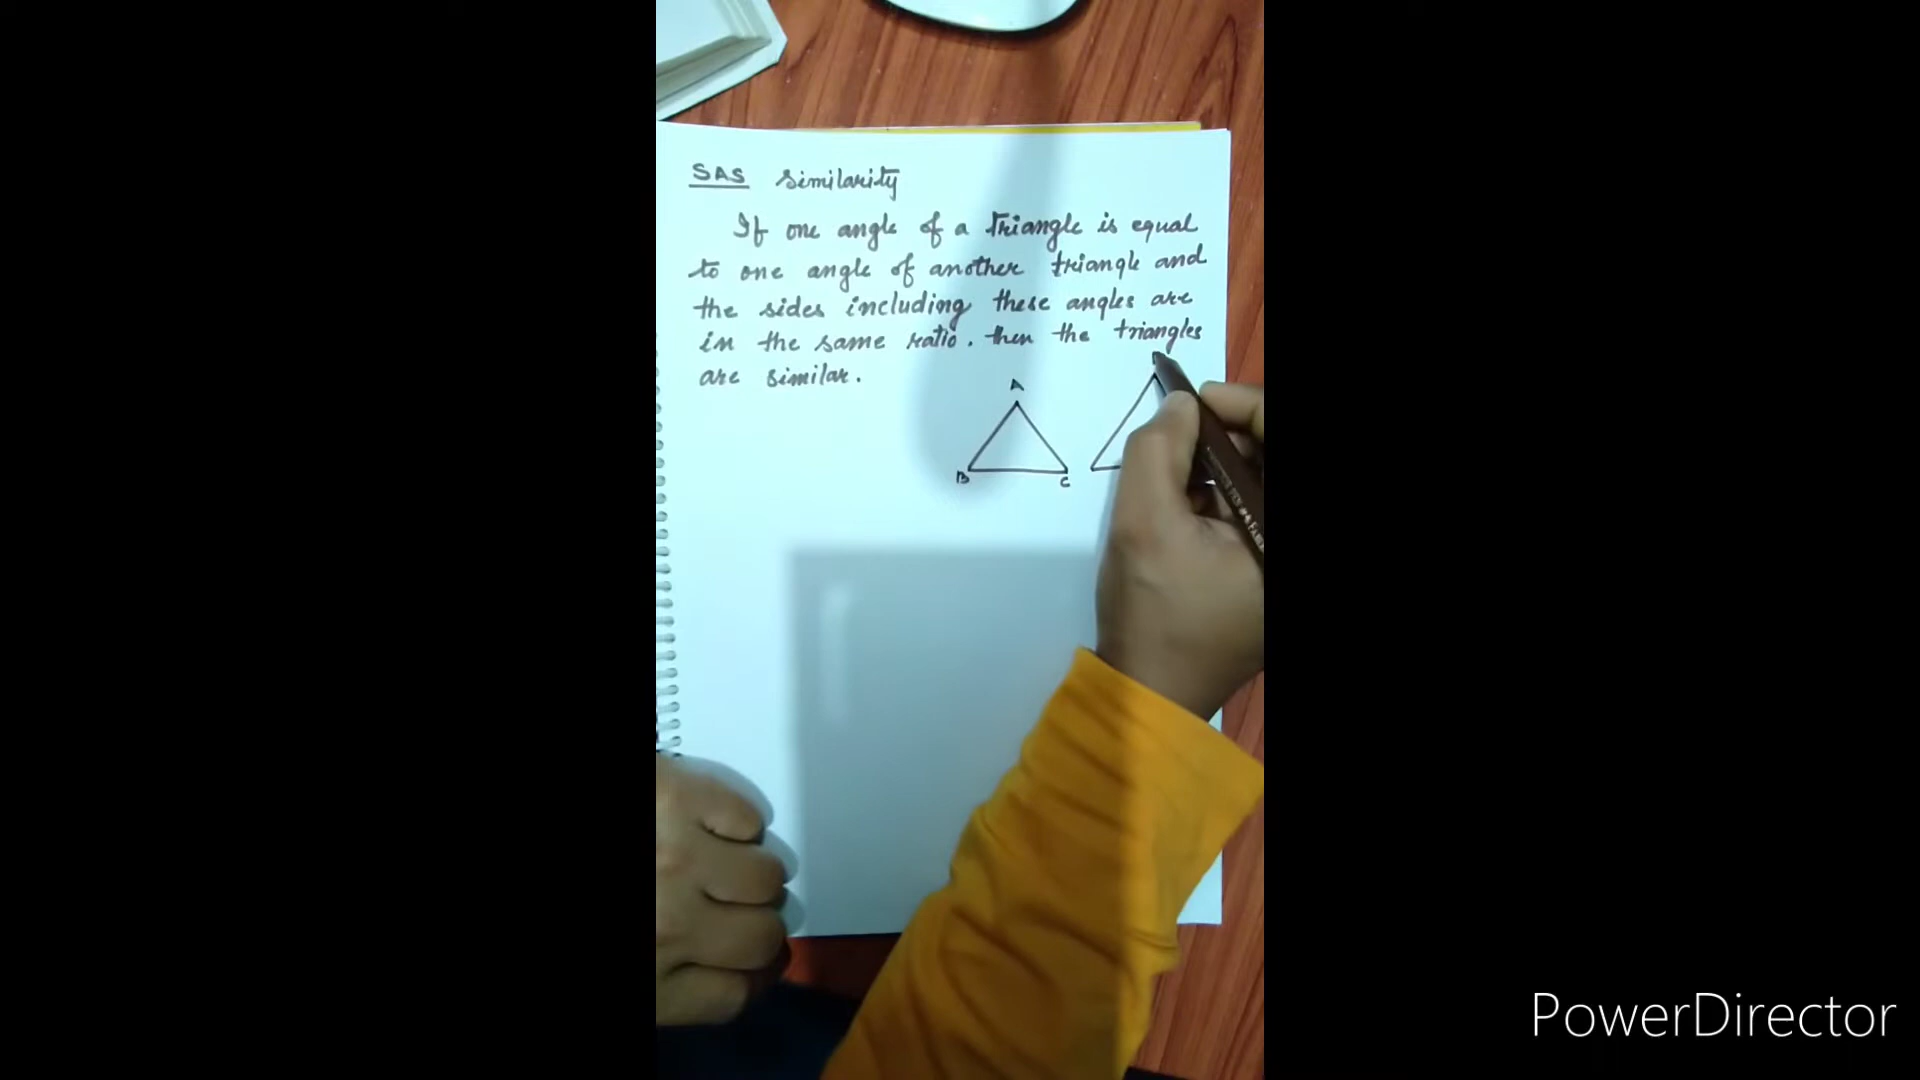 SAS Similarity
If one angle of a triangle is equal
to one angle of another triangle and
the sides including these angles are
in the same ratio. then the triangles
are similar.
A
B
C
PowerDirector